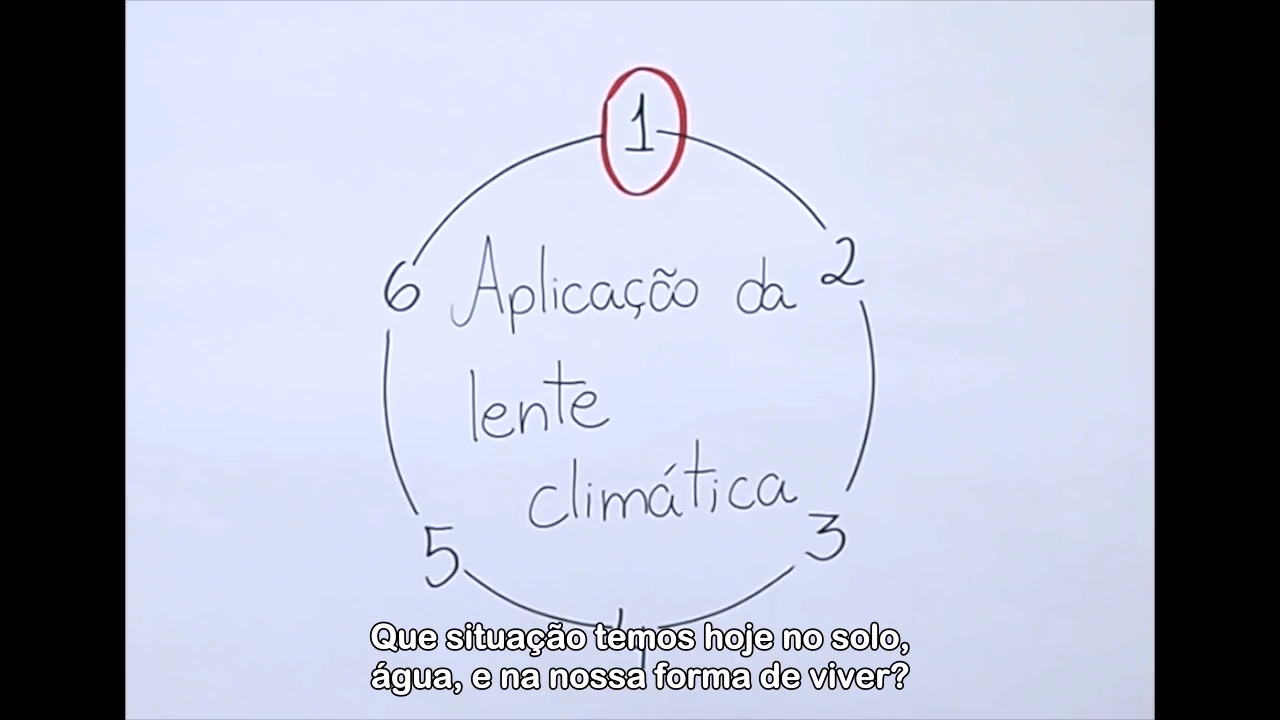 1
2
6 Aplicação da
lente
climática
3
5
4
Que situação temos hoje no solo,
água, e na nossa forma de viver?